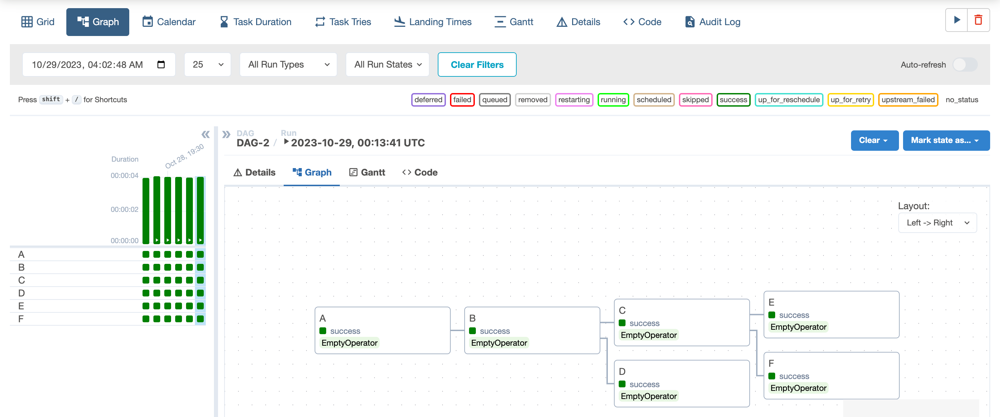 Grid Graph Calendar Task Duration Task Tries Landing Times Gantt Details Code Audit Log
10/29/2023, 04:02:48 AM 25 All Run Types All Run States Clear Filters Auto-refresh
Press shift + / for Shortcuts deferred failed queued removed restarting running scheduled skipped success up_for_reschedule up_for_retry upstream_failed no_status
DAG Run
DAG-2 / 2023-10-29, 00:13:41 UTC Clear Mark state as...
Oct 28, 19:30
Duration
00:00:04
00:00:02
00:00:00
A
B
C
D
E
F
Details Graph Gantt Code
Layout:
Left -> Right
A
success
EmptyOperator
B
success
EmptyOperator
C
success
EmptyOperator
D
success
EmptyOperator
E
success
EmptyOperator
F
success
EmptyOperator